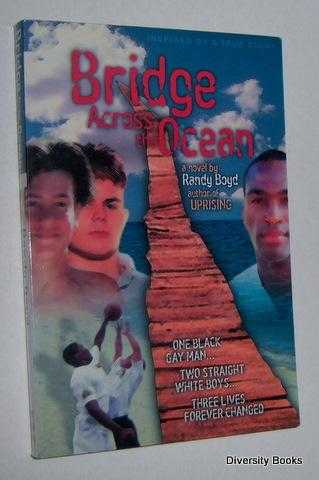 INSPIRED BY A TRUE STORY
Bridge
Across
an Ocean
a novel by
Randy Boyd
author of
UPRISING
ONE BLACK
GAY MAN...
TWO STRAIGHT
WHITE BOYS...
THREE LIVES
FOREVER CHANGED
Diversity Books